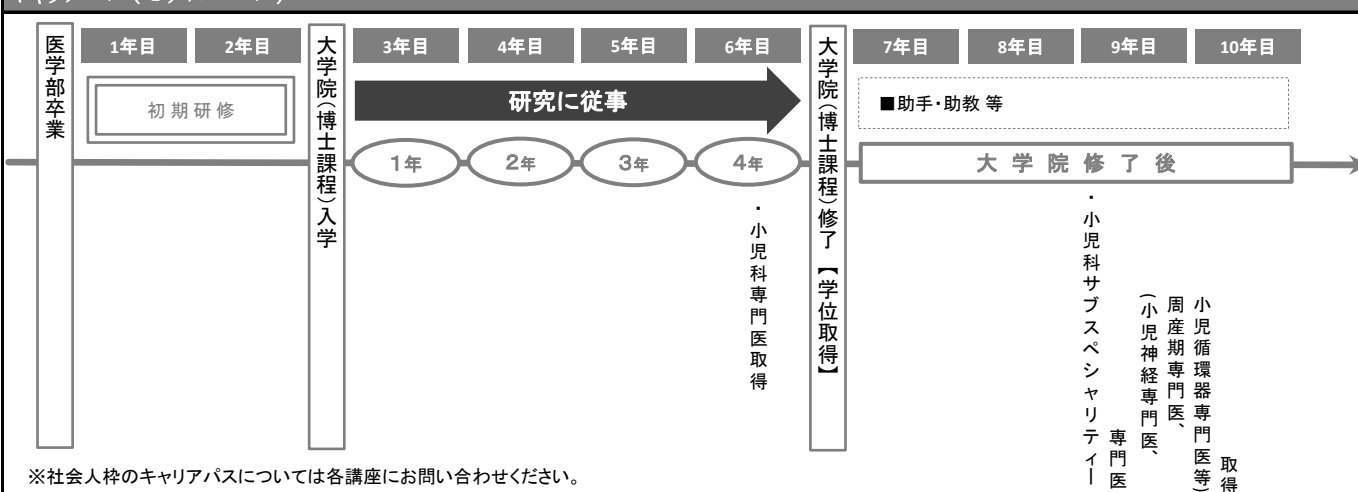 医学部卒業
1年目
2年目
初期研修
大学院(博士課程)入学
3年目
4年目
5年目
6年目
研究に従事
1年
2年
3年
4年
・小児科専門医取得
大学院(博士課程)修了【学位取得】
7年目
8年目
9年目
10年目
■助手・助教 等
大学院修了後
・小児科サブスペシャリティー
専門医
(小児神経専門医、
周産期専門医、
小児循環器専門医等)
取得
※社会人枠のキャリアパスについては各講座にお問い合わせください。